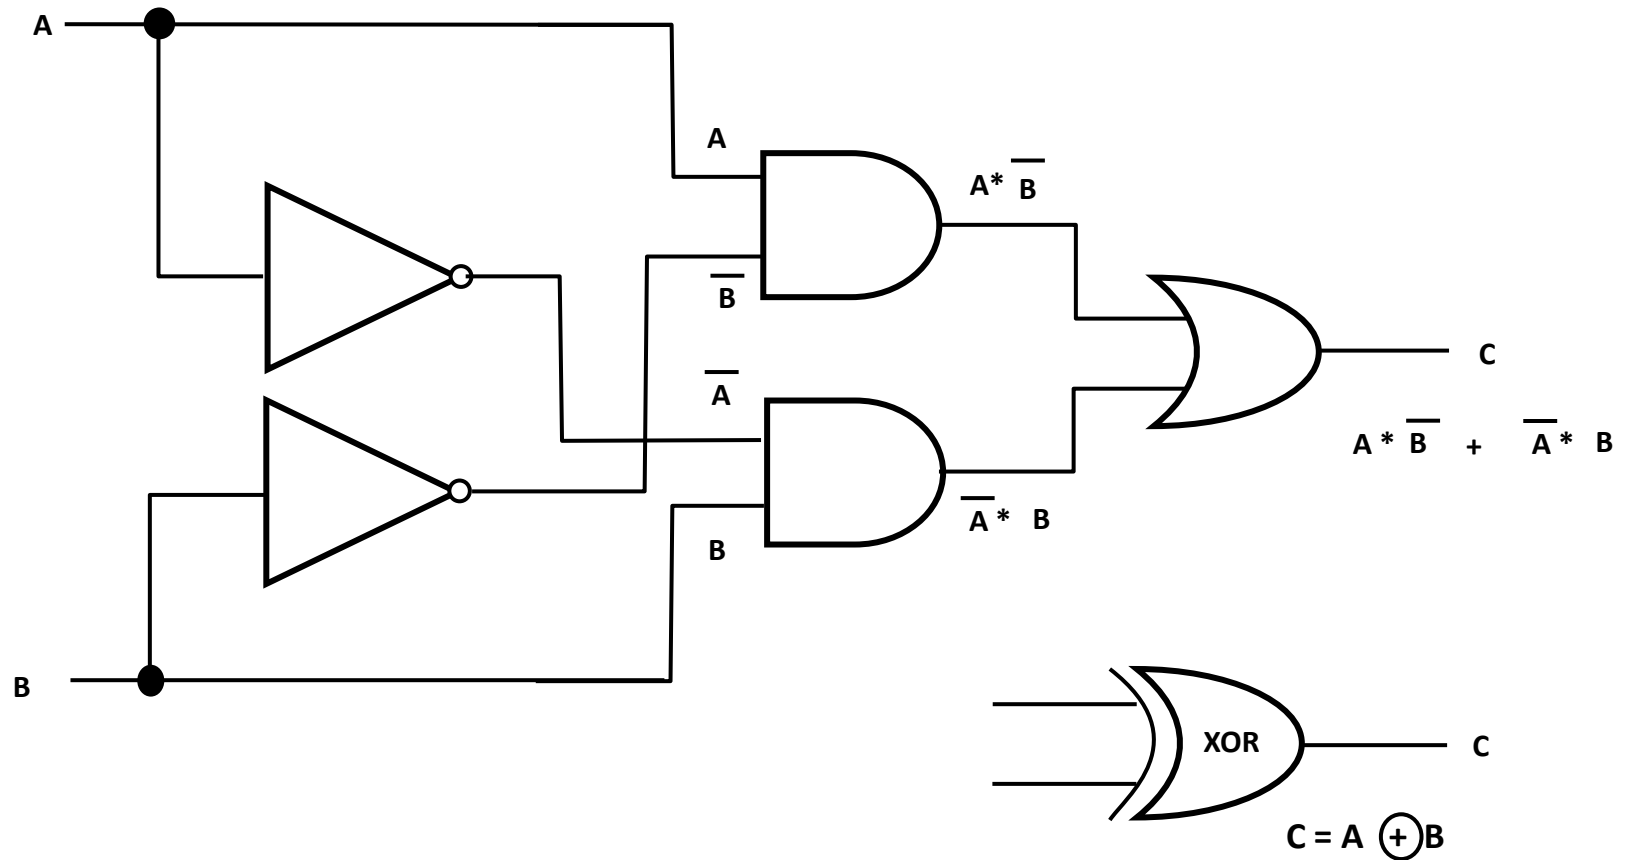 A
A
A* B̅
B̅
A̅
C
A * B̅ + A̅ * B
A̅ * B
B
B
XOR
C
C = A ⊕ B